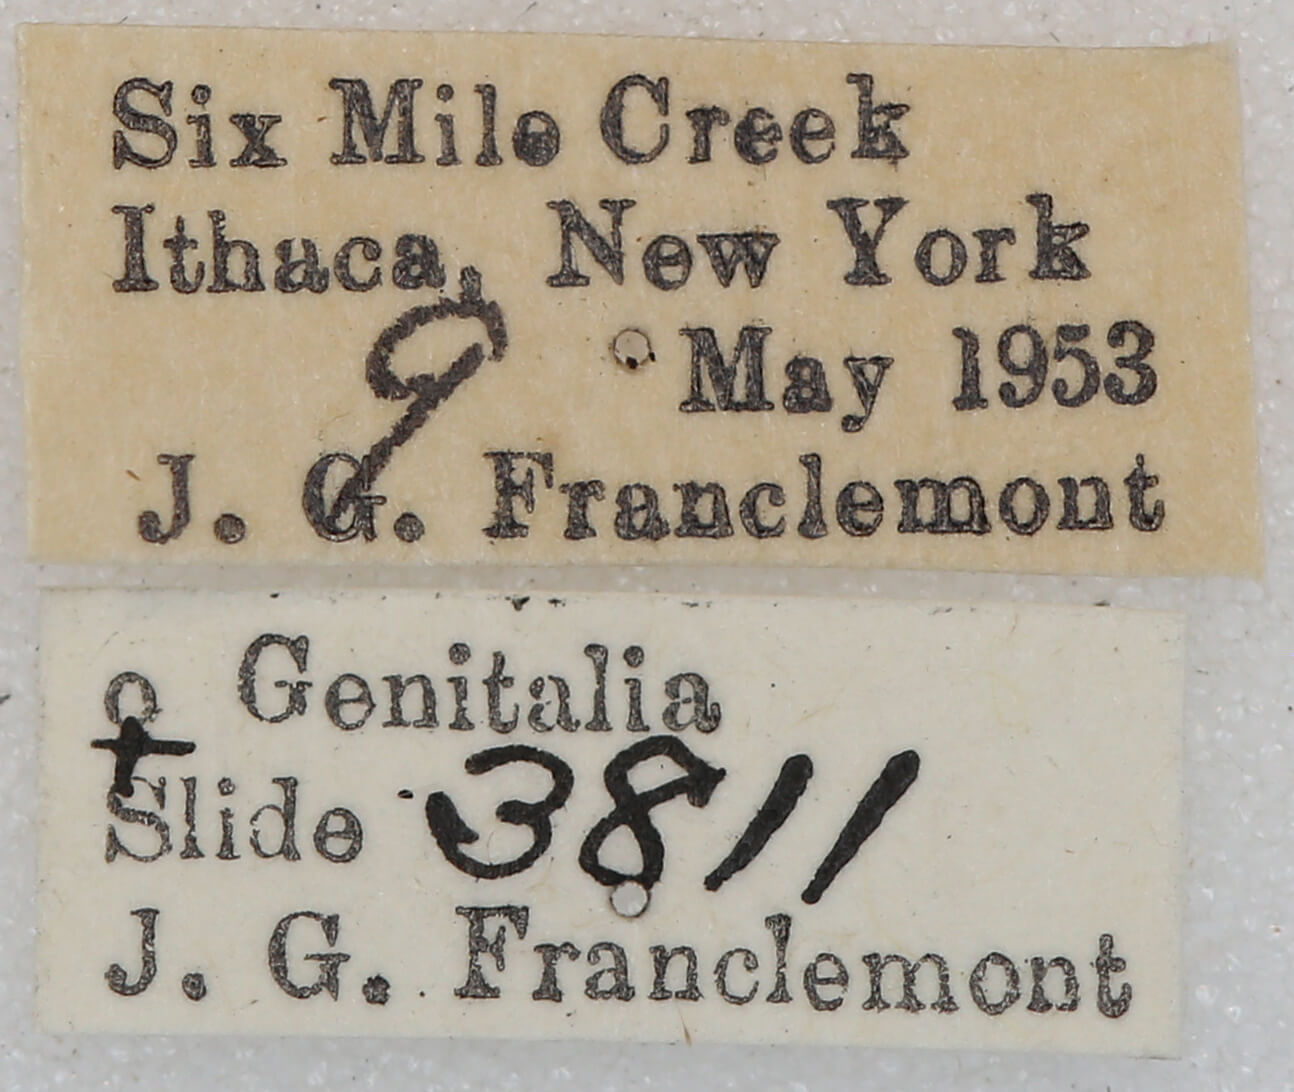 Six Mile Creek
Ithaca, New York
9 May 1953
J. G. Franclemont
♀ Genitalia
Slide 3811
J. G. Franclemont